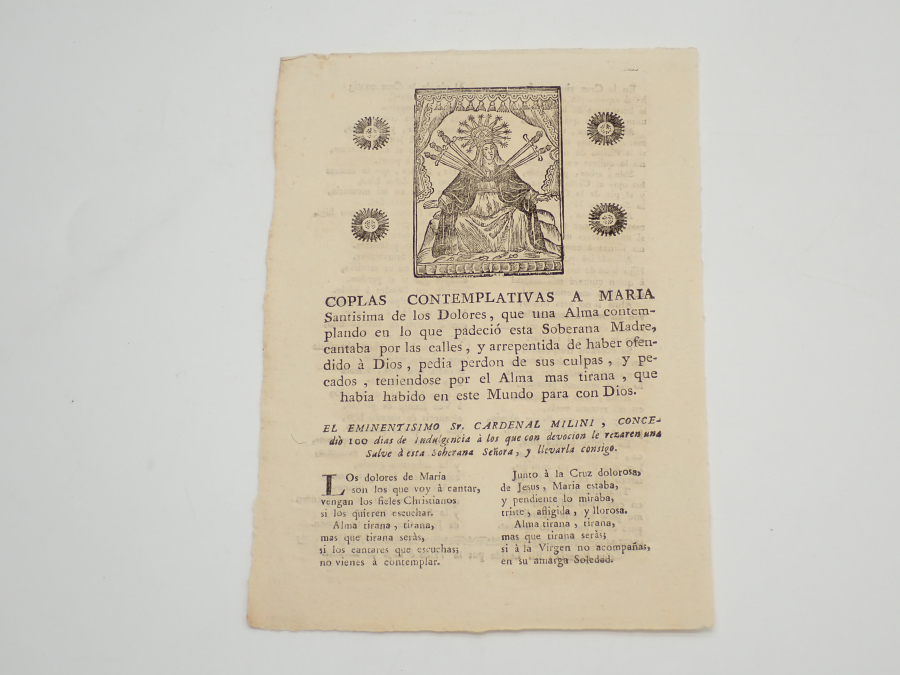 COPLAS CONTEMPLATIVAS A MARIA
Santisima de los Dolores, que una Alma contem-
plando en lo que padeció esta Soberana Madre,
cantaba por las calles, y arrepentida de haber ofen-
dido à Dios, pedia perdon de sus culpas, y pe-
cados, teniendose por el Alma mas tirana, que
habia habido en este Mundo para con Dios.
EL EMINENTISIMO Sr. CARDENAL MILINI, CONCE-
diò 100 dias de Indulgencia à los que con devocion le rezaren una
Salve à esta Soberana Señora, y llevarla consigo.
LOs dolores de Maria
son los que voy à cantar,
vengan los fieles Christianos
si los quieren escuchar.
Alma tirana, tirana,
mas que tirana seràs,
si los cantares que escuchas;
no vienes à contemplar.
Junto à la Cruz dolorosa,
de Jesus, Maria estaba,
y pendiente lo miraba,
triste, afligida, y llorosa.
Alma tirana, tirana,
mas que tirana seràs;
si à la Virgen no acompañas,
en su amarga Soledad.